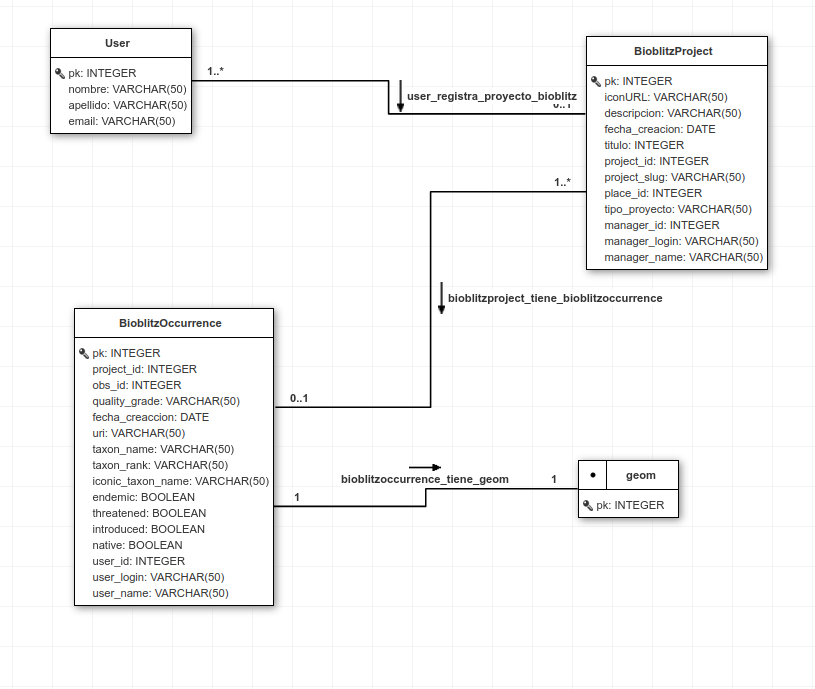 User
pk: INTEGER
nombre: VARCHAR(50)
apellido: VARCHAR(50)
email: VARCHAR(50)
1..*
user_registra_proyecto_bioblitz
0..1
BioblitzProject
pk: INTEGER
iconURL: VARCHAR(50)
descripcion: VARCHAR(50)
fecha_creacion: DATE
titulo: INTEGER
project_id: INTEGER
project_slug: VARCHAR(50)
place_id: INTEGER
tipo_proyecto: VARCHAR(50)
manager_id: INTEGER
manager_login: VARCHAR(50)
manager_name: VARCHAR(50)
1..*
bioblitzproject_tiene_bioblitzoccurrence
0..1
BioblitzOccurrence
pk: INTEGER
project_id: INTEGER
obs_id: INTEGER
quality_grade: VARCHAR(50)
fecha_creaccion: DATE
uri: VARCHAR(50)
taxon_name: VARCHAR(50)
taxon_rank: VARCHAR(50)
iconic_taxon_name: VARCHAR(50)
endemic: BOOLEAN
threatened: BOOLEAN
introduced: BOOLEAN
native: BOOLEAN
user_id: INTEGER
user_login: VARCHAR(50)
user_name: VARCHAR(50)
bioblitzoccurrence_tiene_geom
1
1
geom
pk: INTEGER